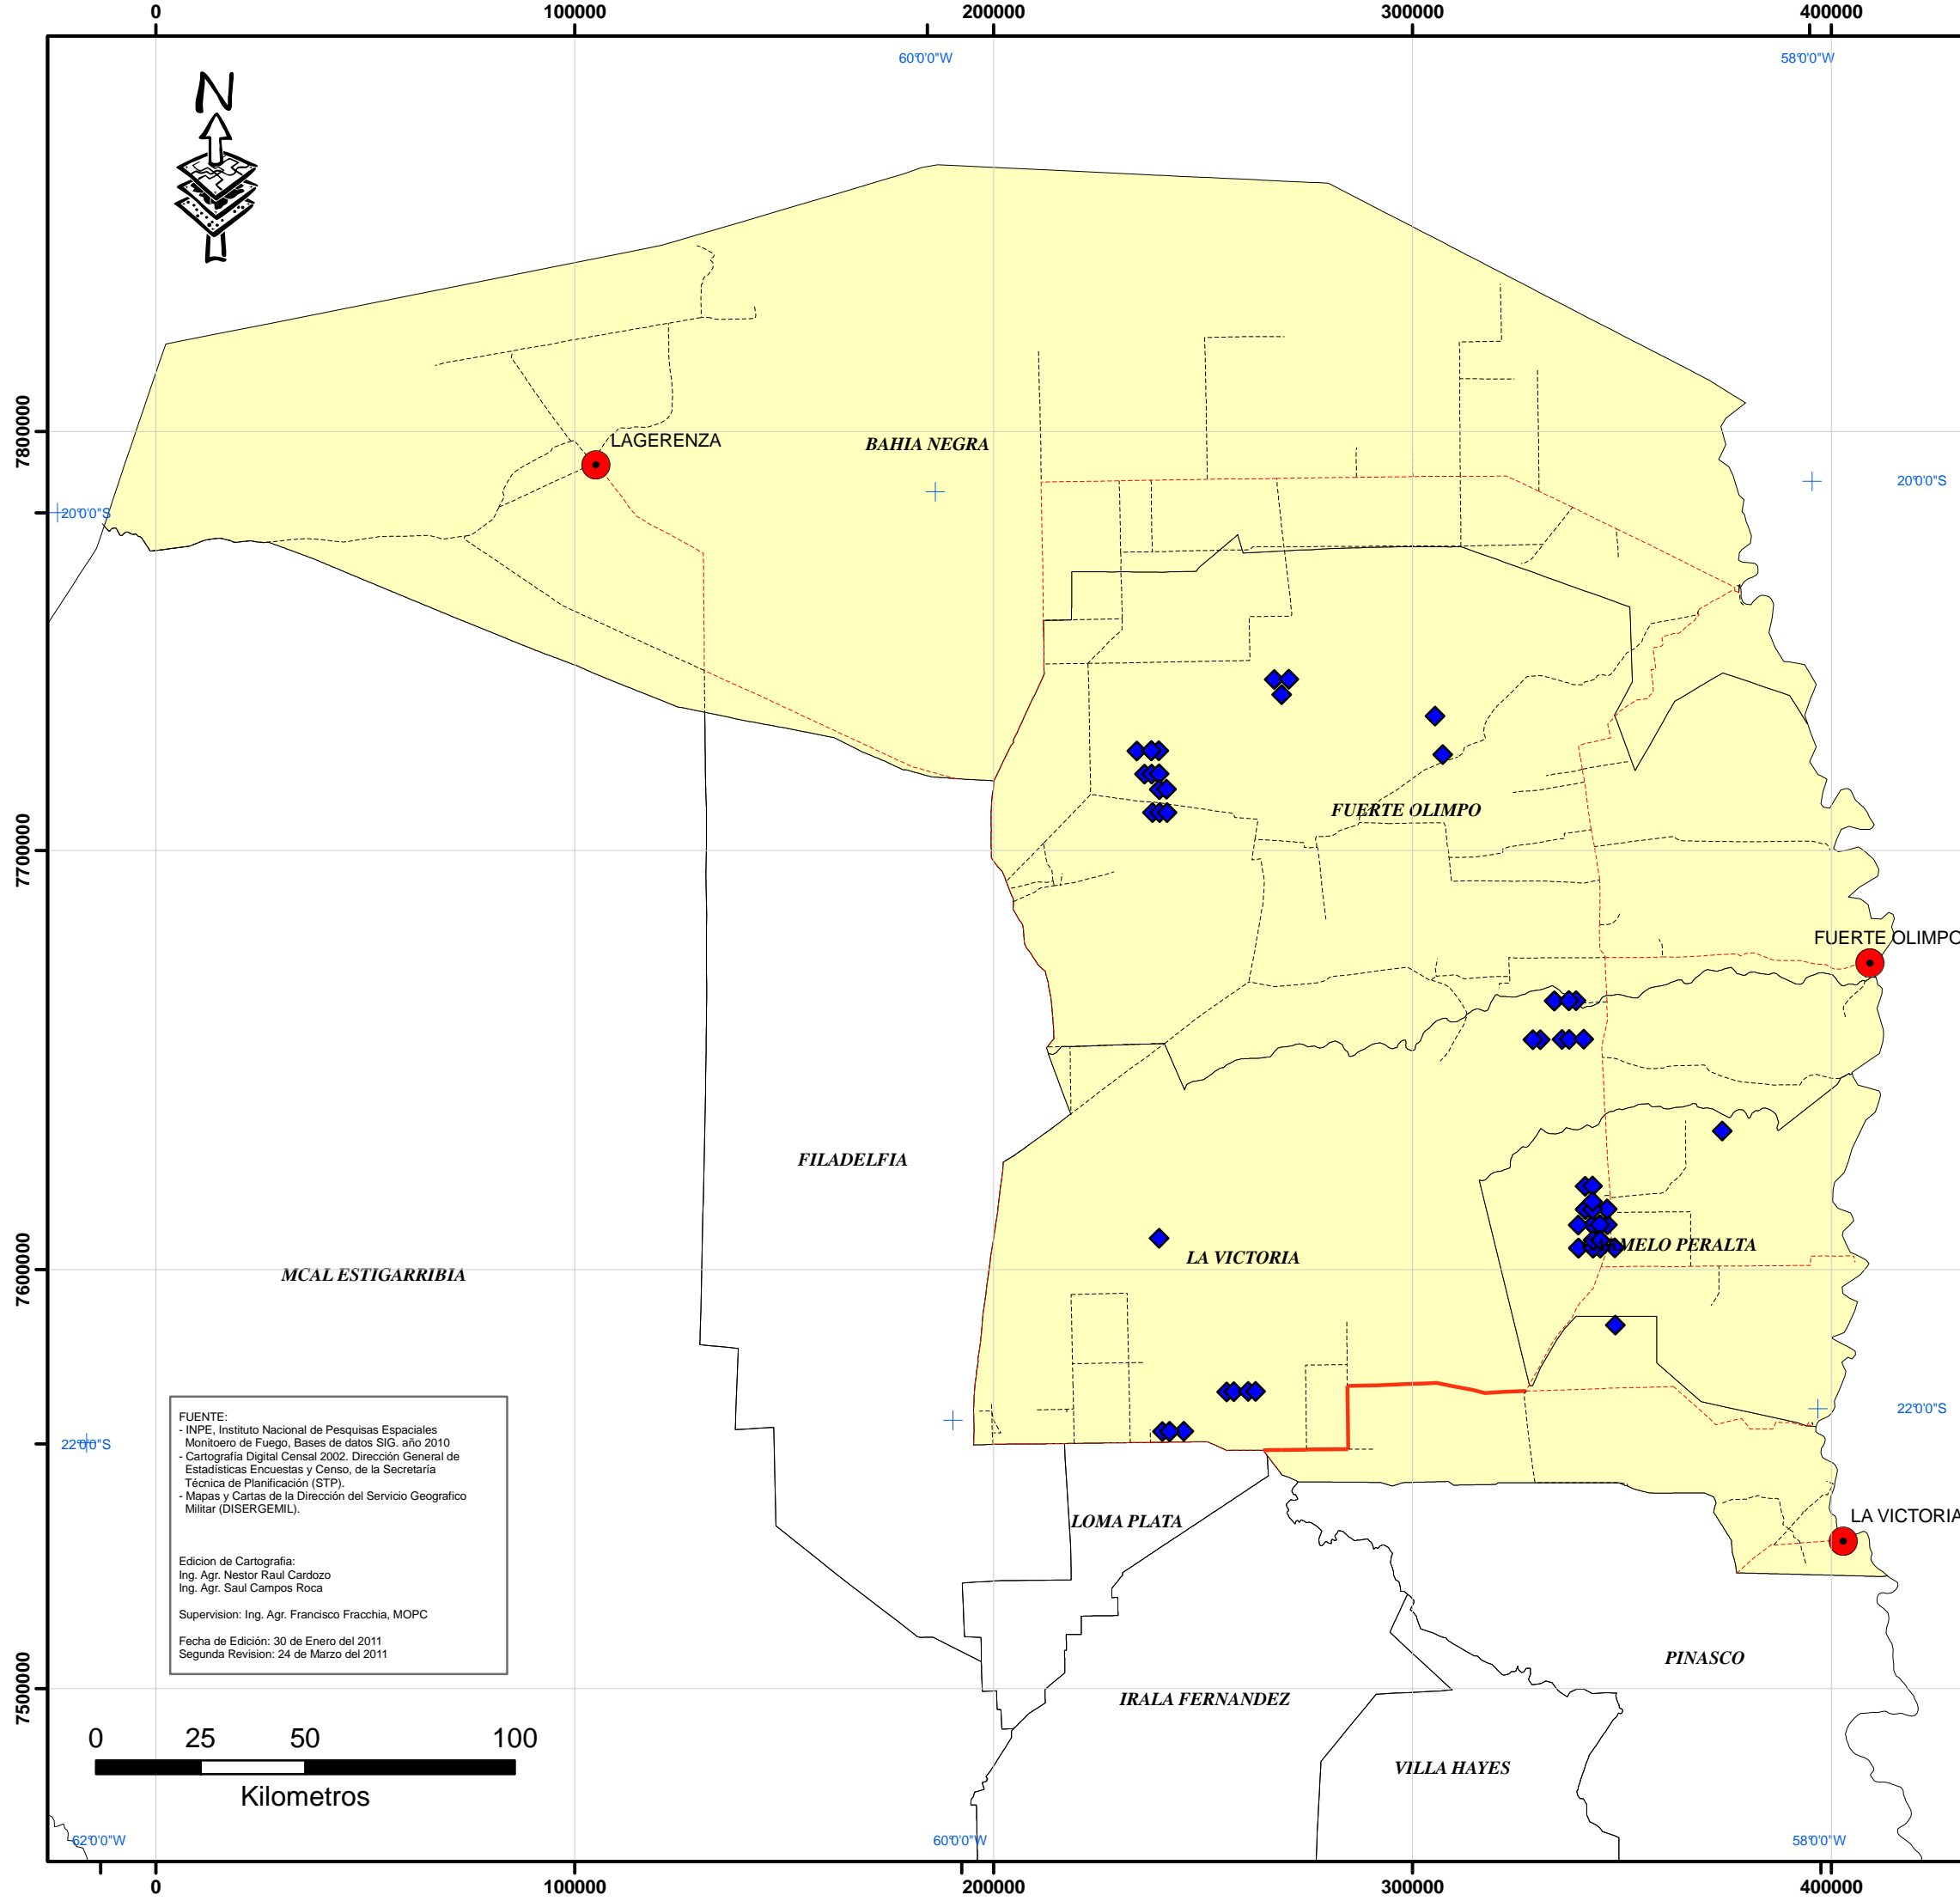 0 100000 200000 300000 400000
60°0'0"W 58°0'0"W
N
7800000
LAGERENZA
BAHIA NEGRA
20°0'0"S 20°0'0"S
7700000
FUERTE OLIMPO
FUERTE OLIMPO
FILADELFIA
LA VICTORIA
MELO PERALTA
MCAL ESTIGARRIBIA
7600000
22°0'0"S 22°0'0"S
FUENTE:
- INPE, Instituto Nacional de Pesquisas Espaciales
Monitoero de Fuego, Bases de datos SIG. año 2010
- Cartografía Digital Censal 2002. Dirección General de
Estadísticas Encuestas y Censo, de la Secretaría
Técnica de Planificación (STP).
- Mapas y Cartas de la Dirección del Servicio Geografico
Militar (DISERGEMIL).
Edicion de Cartografia:
Ing. Agr. Nestor Raul Cardozo
Ing. Agr. Saul Campos Roca
Supervision: Ing. Agr. Francisco Fracchia, MOPC
Fecha de Edición: 30 de Enero del 2011
Segunda Revision: 24 de Marzo del 2011
LOMA PLATA
LA VICTORIA
PINASCO
IRALA FERNANDEZ
7500000
VILLA HAYES
0 25 50 100
Kilometros
62°0'0"W 60°0'0"W 58°0'0"W
0 100000 200000 300000 400000